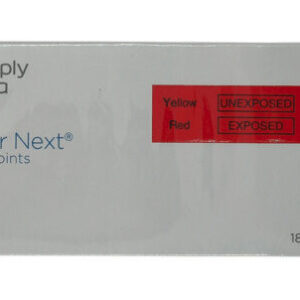 ply
a
r Next®
oints
Yellow UNEXPOSED
Red EXPOSED
18